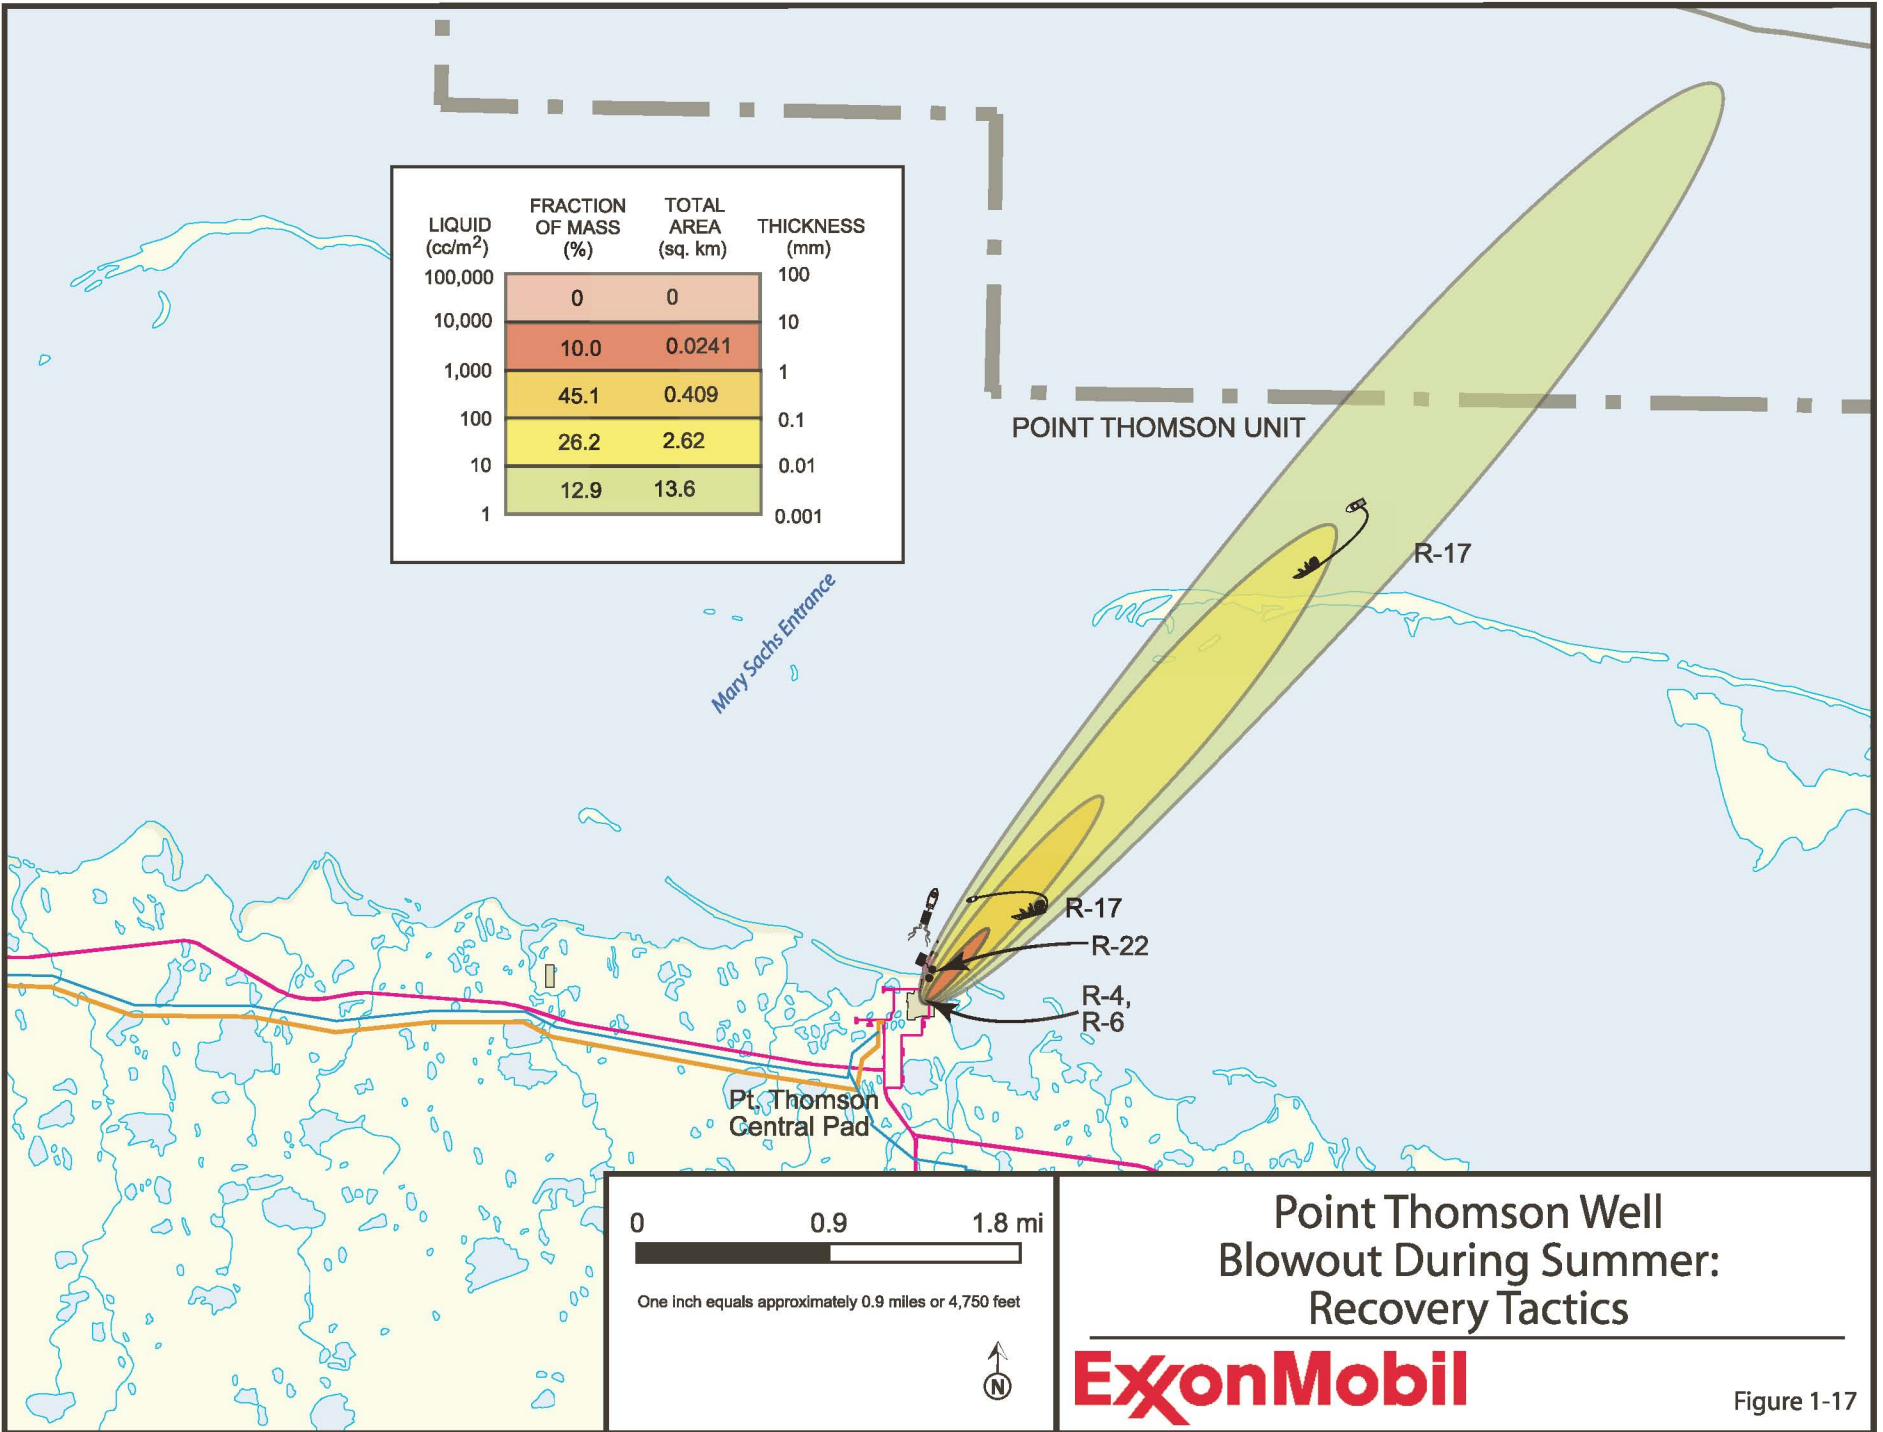 LIQUID
(cc/m²)
FRACTION
OF MASS
(%)
TOTAL
AREA
(sq. km)
THICKNESS
(mm)
100,000
100
0 0
10,000
10
10.0 0.0241
1,000
1
45.1 0.409
100
0.1
26.2 2.62
10
0.01
12.9 13.6
1
0.001
POINT THOMSON UNIT
R-17
Mary Sachs Entrance
R-17
R-22
R-4,
R-6
Pt. Thomson
Central Pad
0 0.9 1.8 mi
One inch equals approximately 0.9 miles or 4,750 feet
N
Point Thomson Well
Blowout During Summer:
Recovery Tactics
ExxonMobil
Figure 1-17